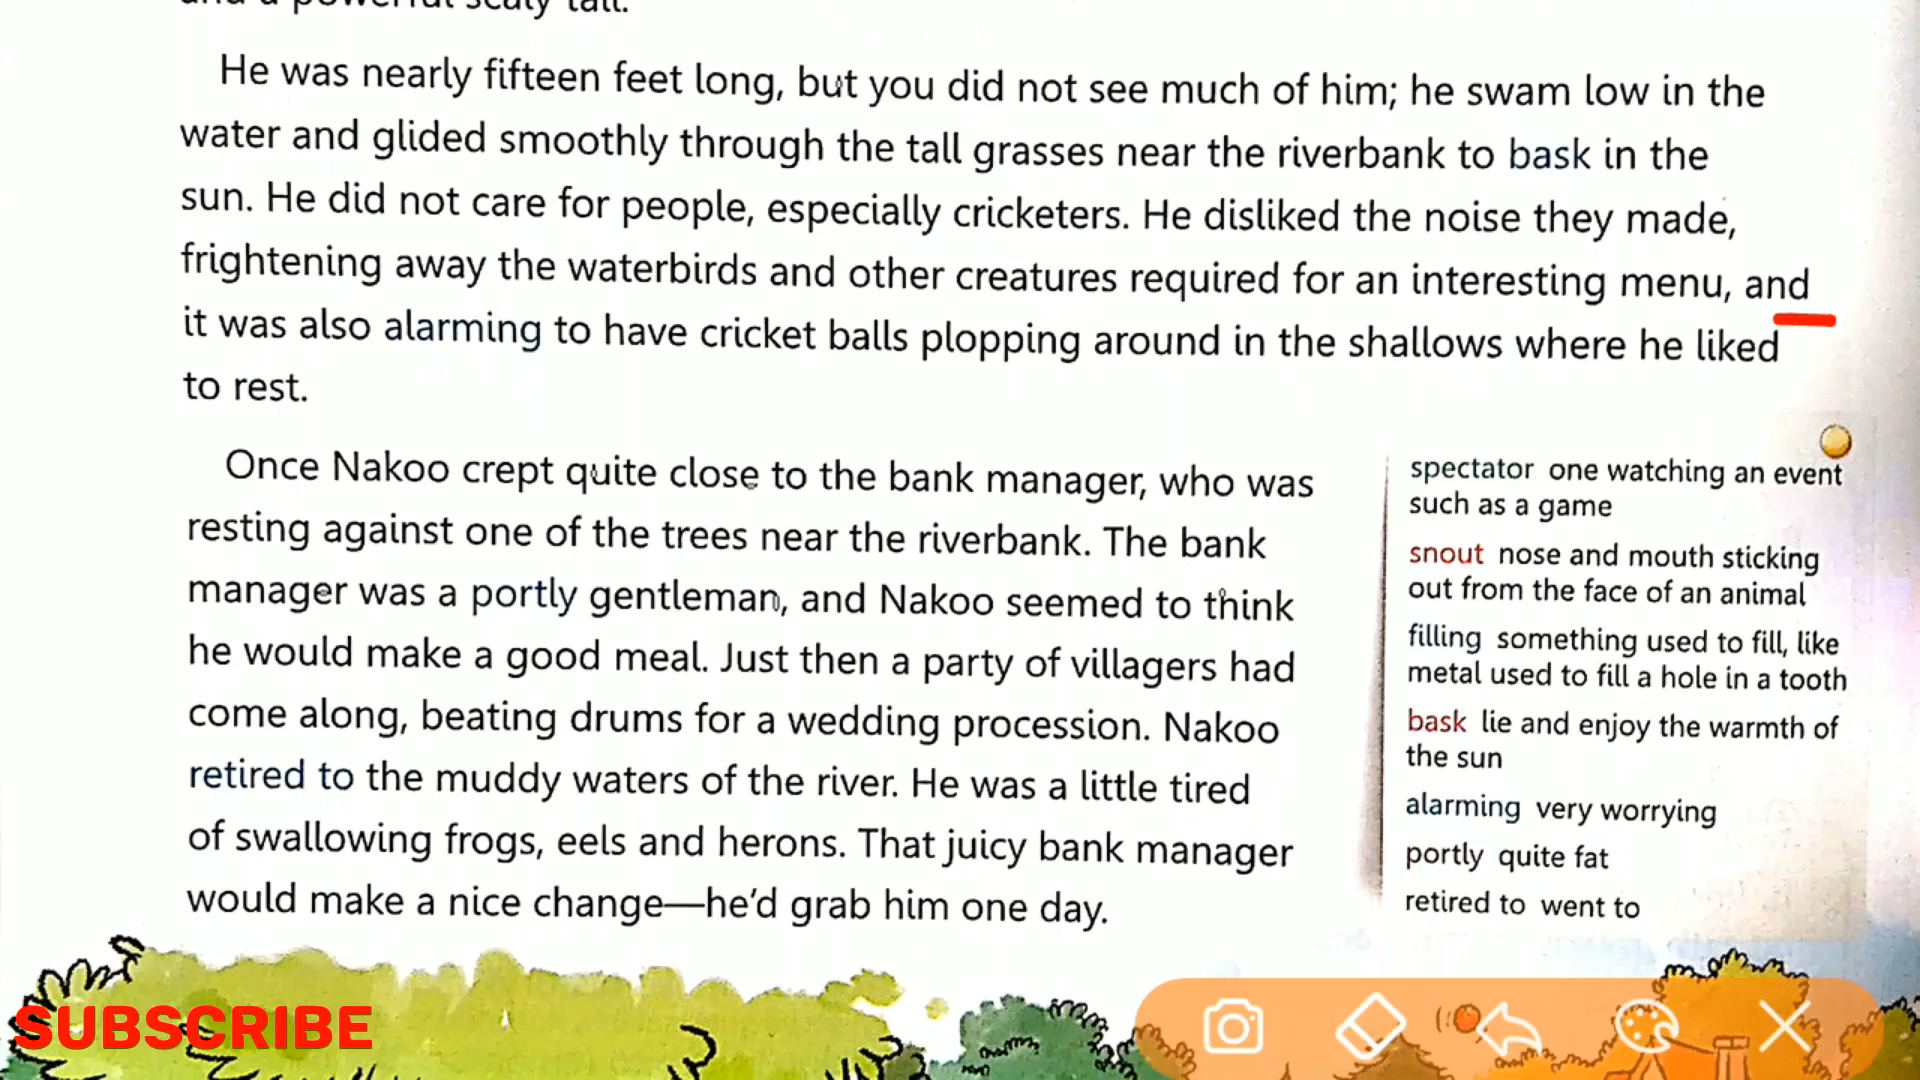 and a powerful scaly tail.
He was nearly fifteen feet long, but you did not see much of him; he swam low in the
water and glided smoothly through the tall grasses near the riverbank to bask in the
sun. He did not care for people, especially cricketers. He disliked the noise they made,
frightening away the waterbirds and other creatures required for an interesting menu, and
it was also alarming to have cricket balls plopping around in the shallows where he liked
to rest.
Once Nakoo crept quite close to the bank manager, who was
resting against one of the trees near the riverbank. The bank
manager was a portly gentleman, and Nakoo seemed to think
he would make a good meal. Just then a party of villagers had
come along, beating drums for a wedding procession. Nakoo
retired to the muddy waters of the river. He was a little tired
of swallowing frogs, eels and herons. That juicy bank manager
would make a nice change—he'd grab him one day.
spectator one watching an event
such as a game
snout nose and mouth sticking
out from the face of an animal
filling something used to fill, like
metal used to fill a hole in a tooth
bask lie and enjoy the warmth of
the sun
alarming very worrying
portly quite fat
retired to went to
SUBSCRIBE